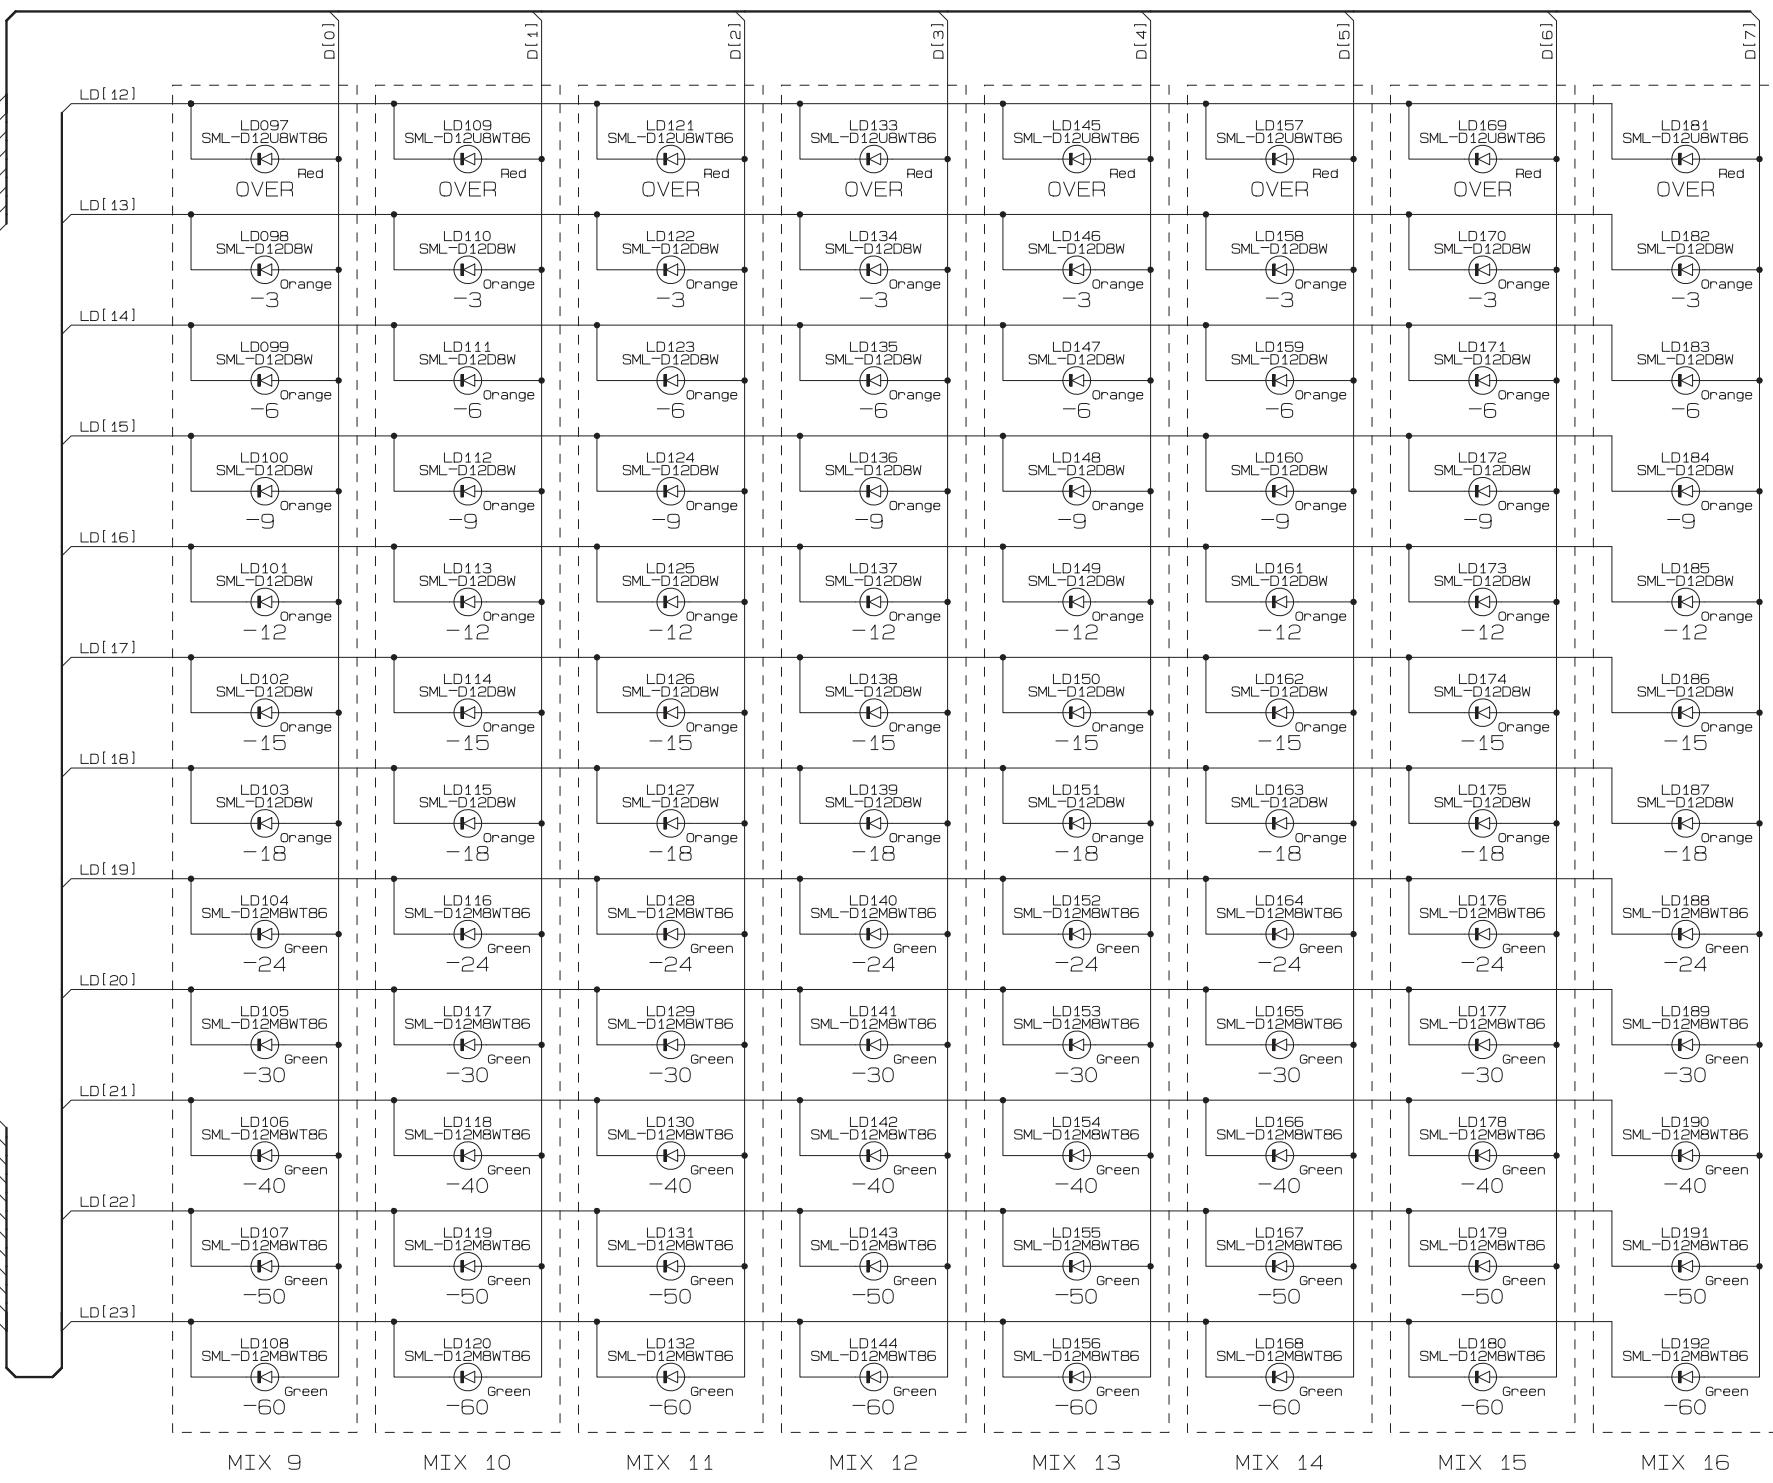 D[0] D[1] D[2] D[3] D[4] D[5] D[6] D[7]
LD[12]
LD097 LD109 LD121 LD133 LD145 LD157 LD169 LD181
SML-D12U8WT86 SML-D12U8WT86 SML-D12U8WT86 SML-D12U8WT86 SML-D12U8WT86 SML-D12U8WT86 SML-D12U8WT86 SML-D12U8WT86
Red Red Red Red Red Red Red Red
OVER OVER OVER OVER OVER OVER OVER OVER
LD[13]
LD098 LD110 LD122 LD134 LD146 LD158 LD170 LD182
SML-D12D8W SML-D12D8W SML-D12D8W SML-D12D8W SML-D12D8W SML-D12D8W SML-D12D8W SML-D12D8W
Orange Orange Orange Orange Orange Orange Orange Orange
-3 -3 -3 -3 -3 -3 -3 -3
LD[14]
LD099 LD111 LD123 LD135 LD147 LD159 LD171 LD183
SML-D12D8W SML-D12D8W SML-D12D8W SML-D12D8W SML-D12D8W SML-D12D8W SML-D12D8W SML-D12D8W
Orange Orange Orange Orange Orange Orange Orange Orange
-6 -6 -6 -6 -6 -6 -6 -6
LD[15]
LD100 LD112 LD124 LD136 LD148 LD160 LD172 LD184
SML-D12D8W SML-D12D8W SML-D12D8W SML-D12D8W SML-D12D8W SML-D12D8W SML-D12D8W SML-D12D8W
Orange Orange Orange Orange Orange Orange Orange Orange
-9 -9 -9 -9 -9 -9 -9 -9
LD[16]
LD101 LD113 LD125 LD137 LD149 LD161 LD173 LD185
SML-D12D8W SML-D12D8W SML-D12D8W SML-D12D8W SML-D12D8W SML-D12D8W SML-D12D8W SML-D12D8W
Orange Orange Orange Orange Orange Orange Orange Orange
-12 -12 -12 -12 -12 -12 -12 -12
LD[17]
LD102 LD114 LD126 LD138 LD150 LD162 LD174 LD186
SML-D12D8W SML-D12D8W SML-D12D8W SML-D12D8W SML-D12D8W SML-D12D8W SML-D12D8W SML-D12D8W
Orange Orange Orange Orange Orange Orange Orange Orange
-15 -15 -15 -15 -15 -15 -15 -15
LD[18]
LD103 LD115 LD127 LD139 LD151 LD163 LD175 LD187
SML-D12D8W SML-D12D8W SML-D12D8W SML-D12D8W SML-D12D8W SML-D12D8W SML-D12D8W SML-D12D8W
Orange Orange Orange Orange Orange Orange Orange Orange
-18 -18 -18 -18 -18 -18 -18 -18
LD[19]
LD104 LD116 LD128 LD140 LD152 LD164 LD176 LD188
SML-D12M8WT86 SML-D12M8WT86 SML-D12M8WT86 SML-D12M8WT86 SML-D12M8WT86 SML-D12M8WT86 SML-D12M8WT86 SML-D12M8WT86
Green Green Green Green Green Green Green Green
-24 -24 -24 -24 -24 -24 -24 -24
LD[20]
LD105 LD117 LD129 LD141 LD153 LD165 LD177 LD189
SML-D12M8WT86 SML-D12M8WT86 SML-D12M8WT86 SML-D12M8WT86 SML-D12M8WT86 SML-D12M8WT86 SML-D12M8WT86 SML-D12M8WT86
Green Green Green Green Green Green Green Green
-30 -30 -30 -30 -30 -30 -30 -30
LD[21]
LD106 LD118 LD130 LD142 LD154 LD166 LD178 LD190
SML-D12M8WT86 SML-D12M8WT86 SML-D12M8WT86 SML-D12M8WT86 SML-D12M8WT86 SML-D12M8WT86 SML-D12M8WT86 SML-D12M8WT86
Green Green Green Green Green Green Green Green
-40 -40 -40 -40 -40 -40 -40 -40
LD[22]
LD107 LD119 LD131 LD143 LD155 LD167 LD179 LD191
SML-D12M8WT86 SML-D12M8WT86 SML-D12M8WT86 SML-D12M8WT86 SML-D12M8WT86 SML-D12M8WT86 SML-D12M8WT86 SML-D12M8WT86
Green Green Green Green Green Green Green Green
-50 -50 -50 -50 -50 -50 -50 -50
LD[23]
LD108 LD120 LD132 LD144 LD156 LD168 LD180 LD192
SML-D12M8WT86 SML-D12M8WT86 SML-D12M8WT86 SML-D12M8WT86 SML-D12M8WT86 SML-D12M8WT86 SML-D12M8WT86 SML-D12M8WT86
Green Green Green Green Green Green Green Green
-60 -60 -60 -60 -60 -60 -60 -60
MIX 9 MIX 10 MIX 11 MIX 12 MIX 13 MIX 14 MIX 15 MIX 16